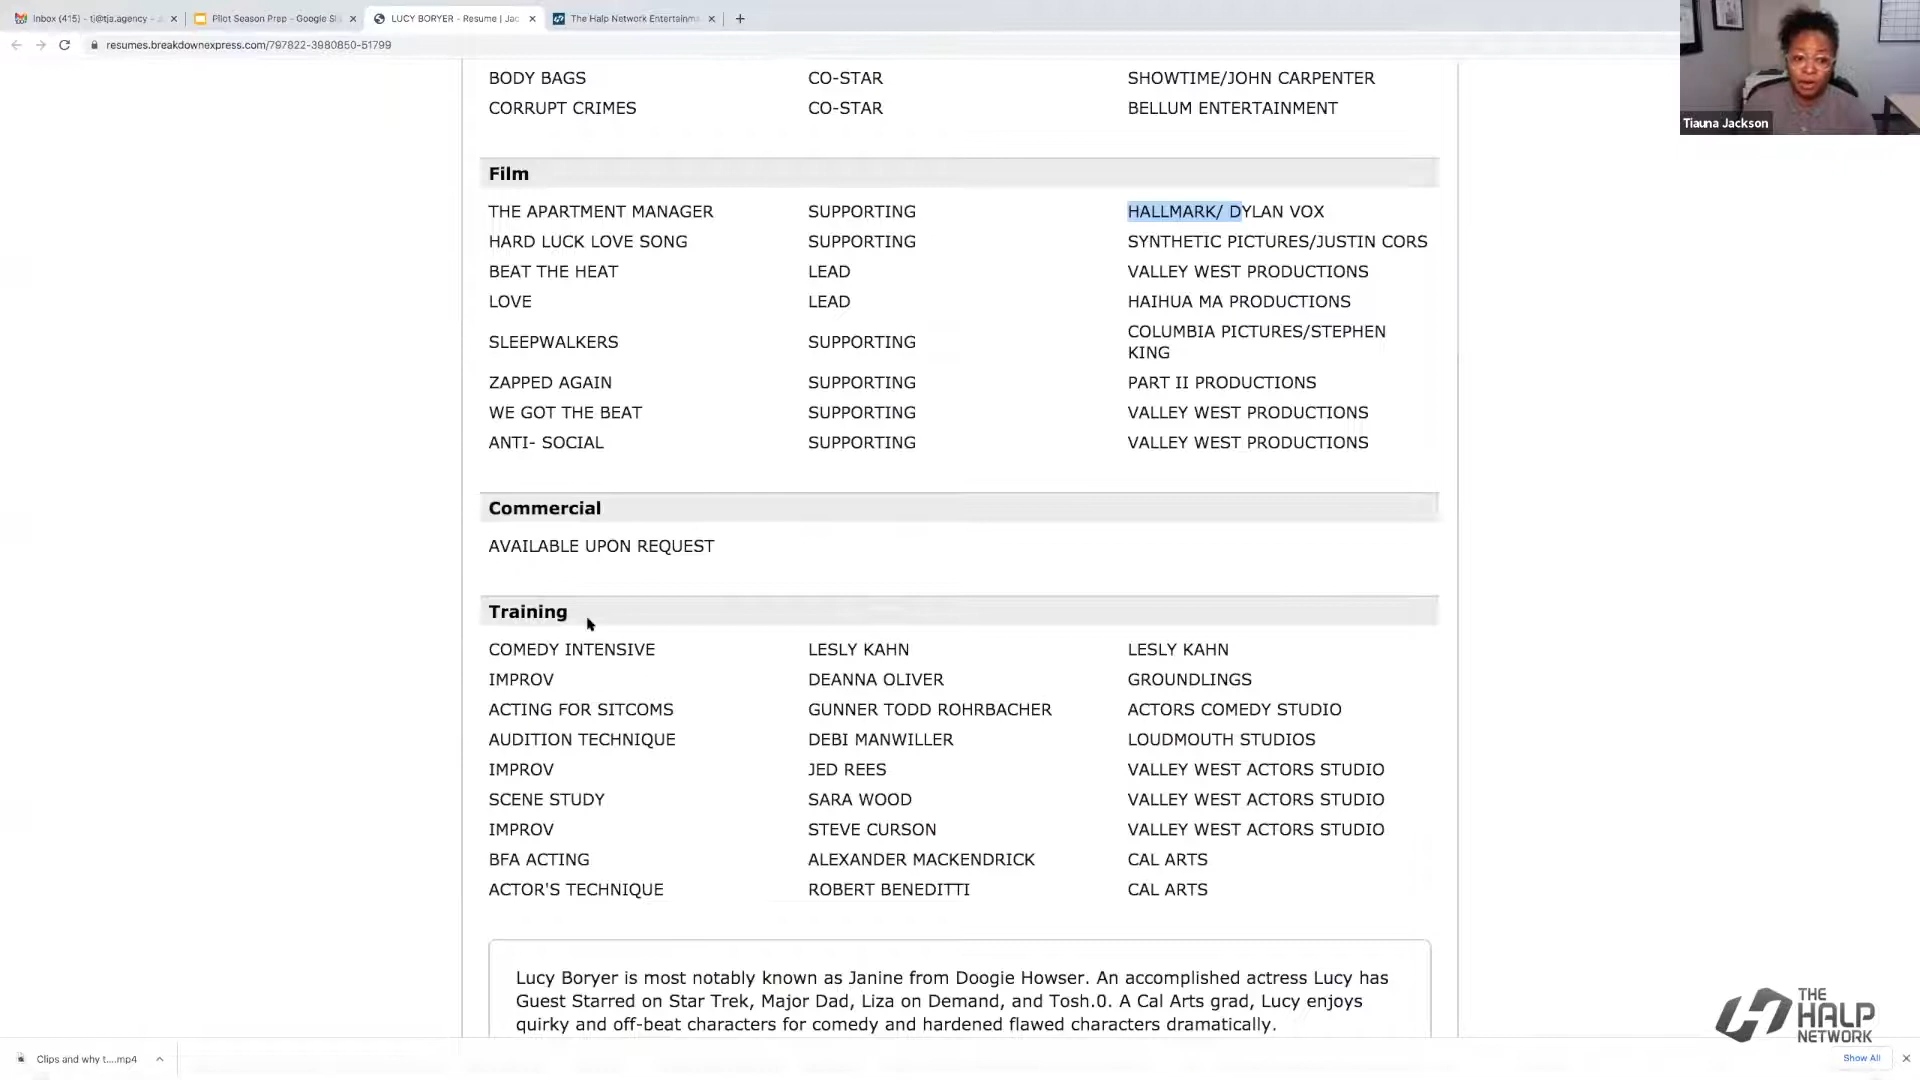 Inbox (415) - tj@tja.agency -
Pilot Season Prep - Google Sl
LUCY BORYER - Resume | Jac
The Halp Network Entertainm
resumes.breakdownexpress.com/797822-3980850-51799
Tiauna Jackson
BODY BAGS CO-STAR SHOWTIME/JOHN CARPENTER
CORRUPT CRIMES CO-STAR BELLUM ENTERTAINMENT
Film
THE APARTMENT MANAGER SUPPORTING HALLMARK/ DYLAN VOX
HARD LUCK LOVE SONG SUPPORTING SYNTHETIC PICTURES/JUSTIN CORS
BEAT THE HEAT LEAD VALLEY WEST PRODUCTIONS
LOVE LEAD HAIHUA MA PRODUCTIONS
SLEEPWALKERS SUPPORTING COLUMBIA PICTURES/STEPHEN
KING
ZAPPED AGAIN SUPPORTING PART II PRODUCTIONS
WE GOT THE BEAT SUPPORTING VALLEY WEST PRODUCTIONS
ANTI- SOCIAL SUPPORTING VALLEY WEST PRODUCTIONS
Commercial
AVAILABLE UPON REQUEST
Training
COMEDY INTENSIVE LESLY KAHN LESLY KAHN
IMPROV DEANNA OLIVER GROUNDLINGS
ACTING FOR SITCOMS GUNNER TODD ROHRBACHER ACTORS COMEDY STUDIO
AUDITION TECHNIQUE DEBI MANWILLER LOUDMOUTH STUDIOS
IMPROV JED REES VALLEY WEST ACTORS STUDIO
SCENE STUDY SARA WOOD VALLEY WEST ACTORS STUDIO
IMPROV STEVE CURSON VALLEY WEST ACTORS STUDIO
BFA ACTING ALEXANDER MACKENDRICK CAL ARTS
ACTOR'S TECHNIQUE ROBERT BENEDITTI CAL ARTS
Lucy Boryer is most notably known as Janine from Doogie Howser. An accomplished actress Lucy has
Guest Starred on Star Trek, Major Dad, Liza on Demand, and Tosh.0. A Cal Arts grad, Lucy enjoys
quirky and off-beat characters for comedy and hardened flawed characters dramatically.
THE
HALP
NETWORK
Clips and why t....mp4
Show All